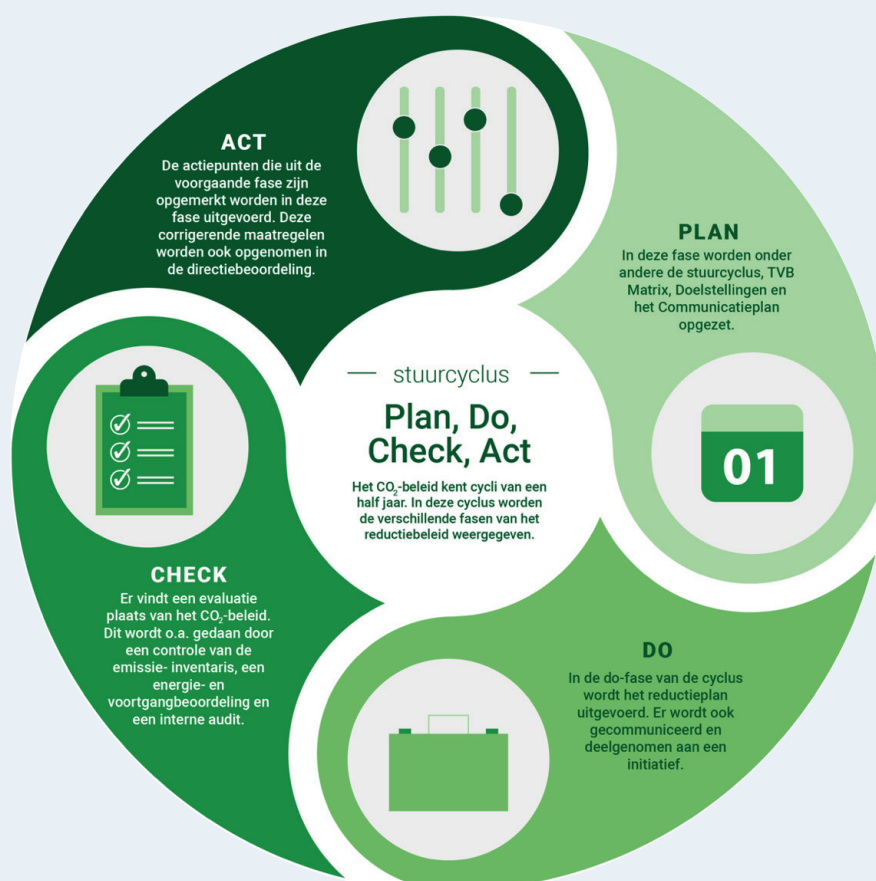 stuurcyclus
Plan, Do,
Check, Act
Het CO₂-beleid kent cycli van een
half jaar. In deze cyclus worden
de verschillende fasen van het
reductiebeleid weergegeven.
PLAN
In deze fase worden onder
andere de stuurcyclus, TVB
Matrix, Doelstellingen en
het Communicatieplan
opgezet.
01
DO
In de do-fase van de cyclus
wordt het reductieplan
uitgevoerd. Er wordt ook
gecommuniceerd en
deelgenomen aan een
initiatief.
CHECK
Er vindt een evaluatie
plaats van het CO₂-beleid.
Dit wordt o.a. gedaan door
een controle van de
emissie- inventaris, een
energie- en
voortgangbeoordeling en
een interne audit.
ACT
De actiepunten die uit de
voorgaande fase zijn
opgemerkt worden in deze
fase uitgevoerd. Deze
corrigerende maatregelen
worden ook opgenomen in
de directiebeoordeling.